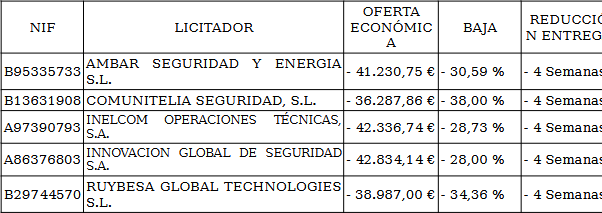 NIF LICITADOR OFERTA ECONÓMIC A BAJA REDUCCIÓ N ENTREG
B95335733 AMBAR SEGURIDAD Y ENERGIA S.L. - 41.230,75 € - 30,59 % - 4 Semanas
B13631908 COMUNITELIA SEGURIDAD, S.L. - 36.287,86 € - 38,00 % - 4 Semanas
A97390793 INELCOM OPERACIONES TÉCNICAS, S.A. - 42.336,74 € - 28,73 % - 4 Semanas
A86376803 INNOVACION GLOBAL DE SEGURIDAD S.A. - 42.834,14 € - 28,00 % - 4 Semanas
B29744570 RUYBESA GLOBAL TECHNOLOGIES S.L. - 38.987,00 € - 34,36 % - 4 Semanas